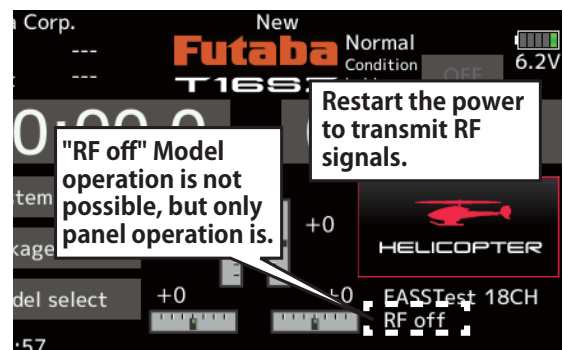 Corp.
New
---
---
Futaba
T16SZ
Normal
Condition
OFF
6.2V
Restart the power
to transmit RF
signals.
"RF off" Model
operation is not
possible, but only
panel operation is.
+0
HELICOPTER
+0
+0
FASSTest 18CH
RF off
:57
del select